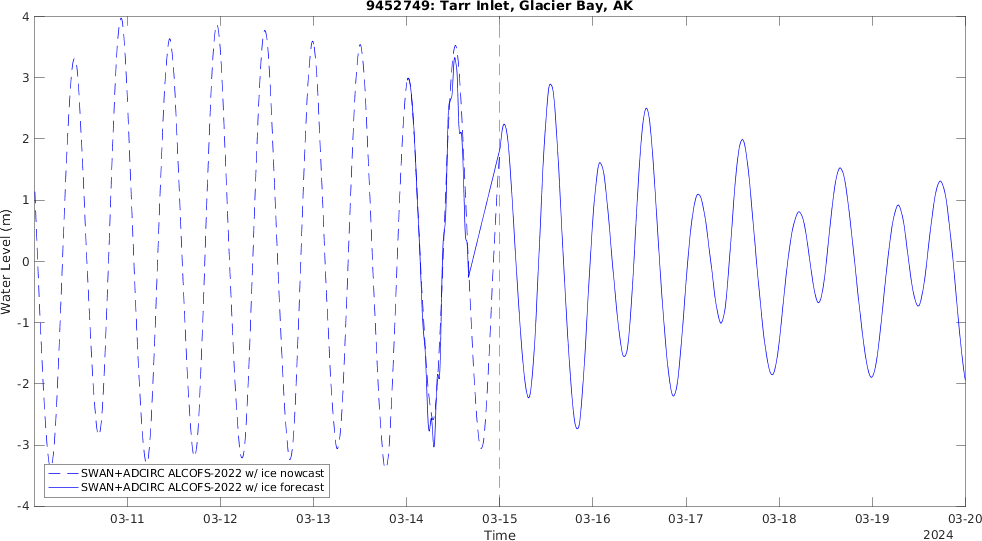 9452749: Tarr Inlet, Glacier Bay, AK
4
3
2
1
0
-1
-2
-3
-4
Water Level (m)
SWAN+ADCIRC ALCOFS-2022 w/ ice nowcast
SWAN+ADCIRC ALCOFS-2022 w/ ice forecast
03-11 03-12 03-13 03-14 03-15 03-16 03-17 03-18 03-19 03-20
Time
2024